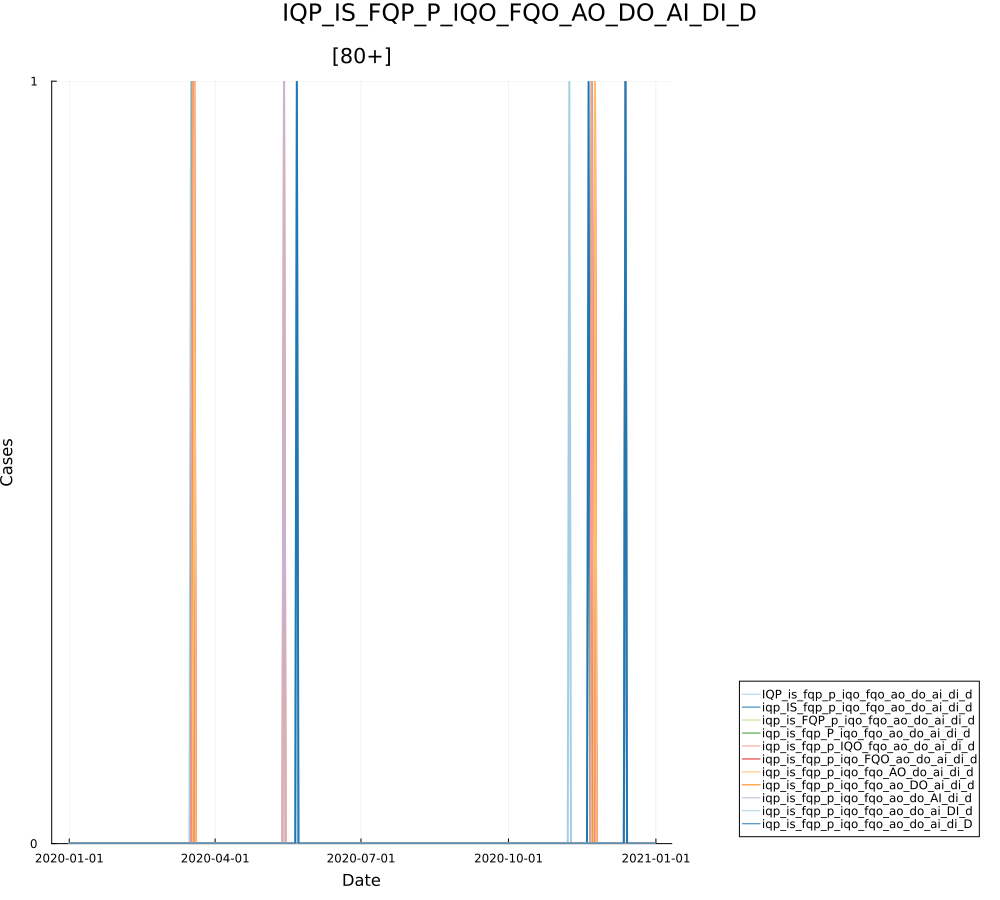 IQP_IS_FQP_P_IQO_FQO_AO_DO_AI_DI_D
[80+]
1
Cases
0
2020-01-01 2020-04-01 2020-07-01 2020-10-01 2021-01-01
Date
IQP_is_fqp_p_iqo_fqo_ao_do_ai_di_d
iqp_IS_fqp_p_iqo_fqo_ao_do_ai_di_d
iqp_is_FQP_p_iqo_fqo_ao_do_ai_di_d
iqp_is_fqp_P_iqo_fqo_ao_do_ai_di_d
iqp_is_fqp_p_IQO_fqo_ao_do_ai_di_d
iqp_is_fqp_p_iqo_FQO_ao_do_ai_di_d
iqp_is_fqp_p_iqo_fqo_AO_do_ai_di_d
iqp_is_fqp_p_iqo_fqo_ao_DO_ai_di_d
iqp_is_fqp_p_iqo_fqo_ao_do_AI_di_d
iqp_is_fqp_p_iqo_fqo_ao_do_ai_DI_d
iqp_is_fqp_p_iqo_fqo_ao_do_ai_di_D